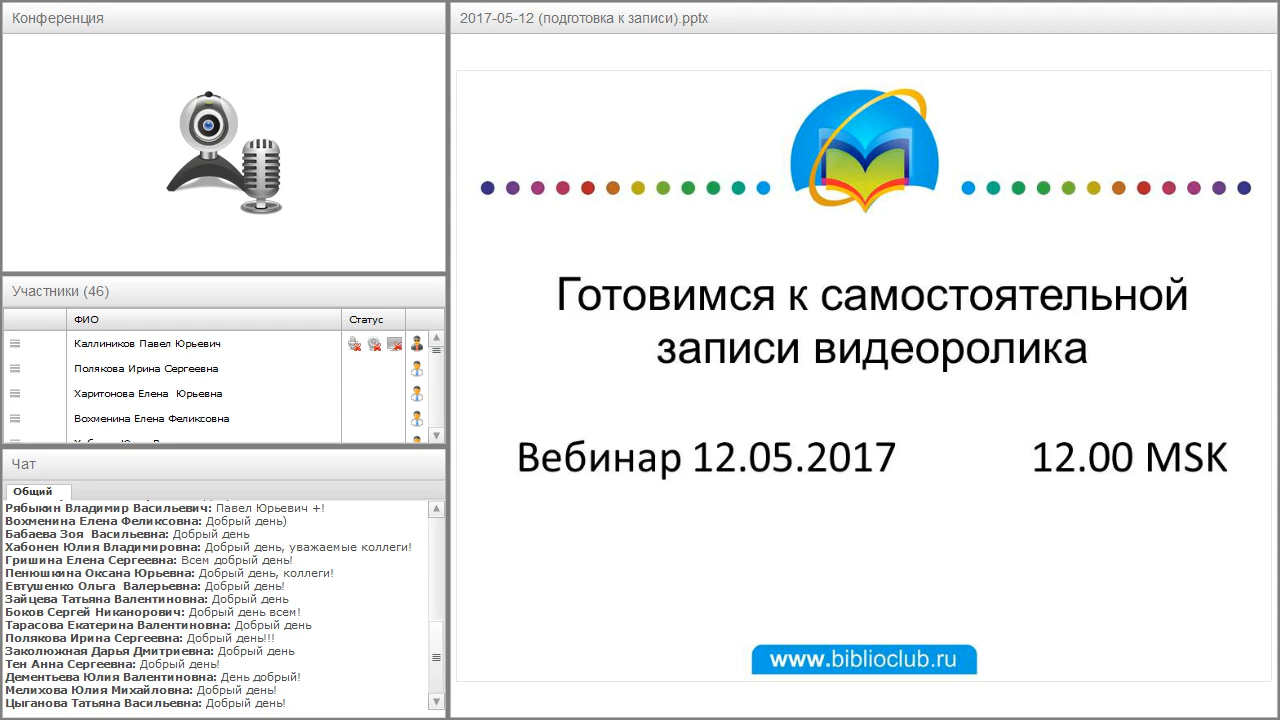 Конференция
Участники (46)
ФИО Статус
Каллиников Павел Юрьевич
Полякова Ирина Сергеевна
Харитонова Елена Юрьевна
Вохменина Елена Феликсовна
Чат
Общий
Рябыкин Владимир Васильевич: Павел Юрьевич +!
Вохменина Елена Феликсовна: Добрый день)
Бабаева Зоя Васильевна: Добрый день
Хабонен Юлия Владимировна: Добрый день, уважаемые коллеги!
Гришина Елена Сергеевна: Всем добрый день!
Пенюшкина Оксана Юрьевна: Добрый день, коллеги!
Евтушенко Ольга Валерьевна: Добрый день!
Зайцева Татьяна Валентиновна: Добрый день
Боков Сергей Никанорович: Добрый день всем!
Тарасова Екатерина Валентиновна: Добрый день
Полякова Ирина Сергеевна: Добрый день!!!
Заколюжная Дарья Дмитриевна: Добрый день
Тен Анна Сергеевна: Добрый день!
Дементьева Юлия Валентиновна: День добрый!
Мелихова Юлия Михайловна: Добрый день!
Цыганова Татьяна Васильевна: Добрый день!
2017-05-12 (подготовка к записи).pptx
Готовимся к самостоятельной
записи видеоролика
Вебинар 12.05.2017 12.00 MSK
www.biblioclub.ru